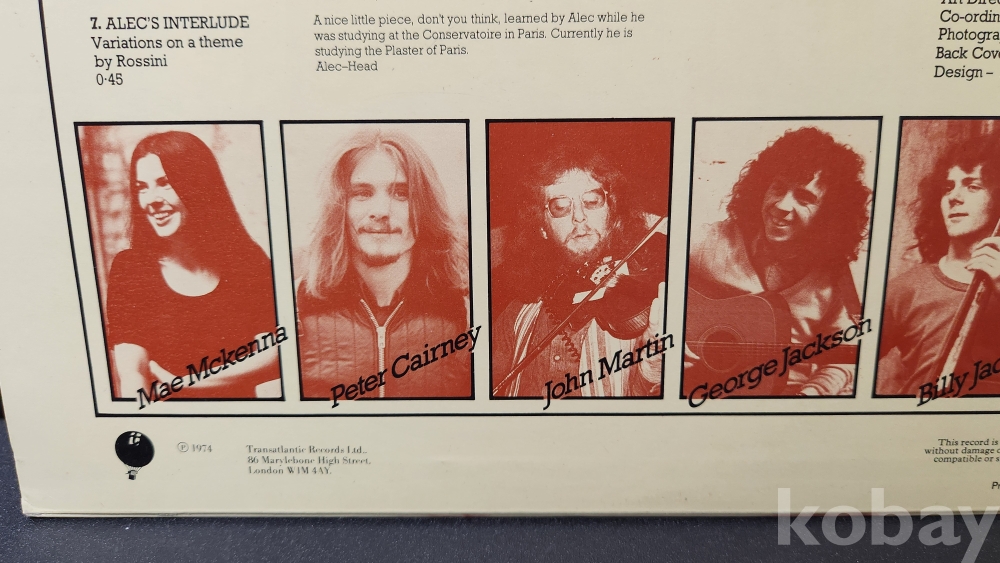 7. ALEC'S INTERLUDE
Variations on a theme
by Rossini
0·45
A nice little piece, don't you think, learned by Alec while he
was studying at the Conservatoire in Paris. Currently he is
studying the Plaster of Paris.
Alec–Head
Co-ordin
Photogra
Back Cov
Design –
Mae Mckenna
Peter Cairney
John Martin
George Jackson
Billy Jac
℗ 1974
Transatlantic Records Ltd.,
86 Marylebone High Street,
London W1M 4AY.
This record is
without damage
compatible or s
kobay